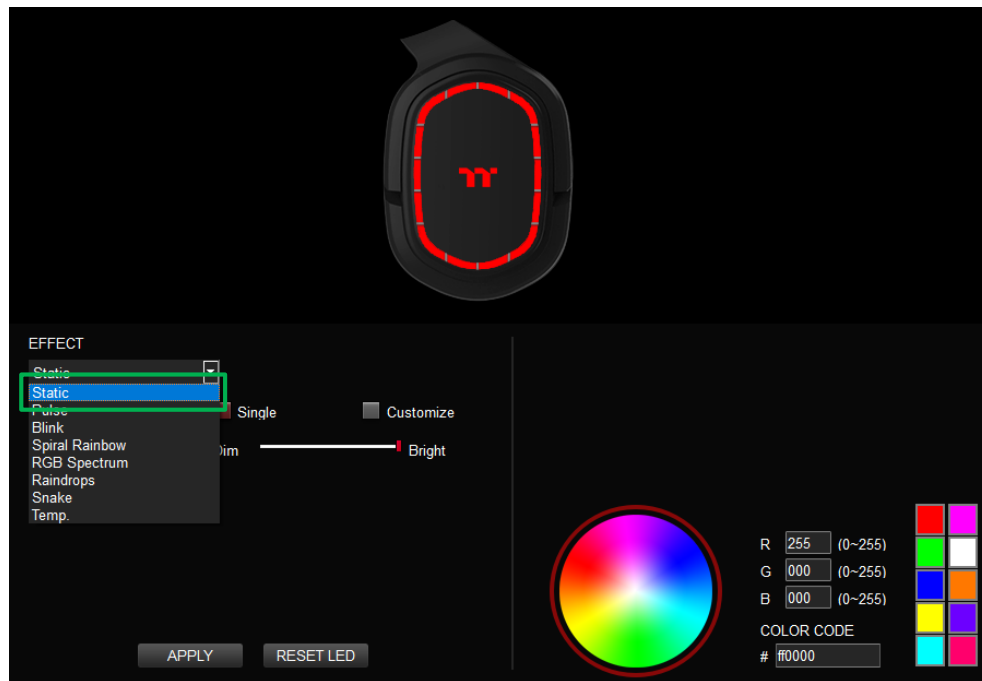 EFFECT
Static
Static
Pulse
Blink
Spiral Rainbow
RGB Spectrum
Raindrops
Snake
Temp.
Single
Customize
Dim
Bright
APPLY
RESET LED
R 255 (0~255)
G 000 (0~255)
B 000 (0~255)
COLOR CODE
# ff0000